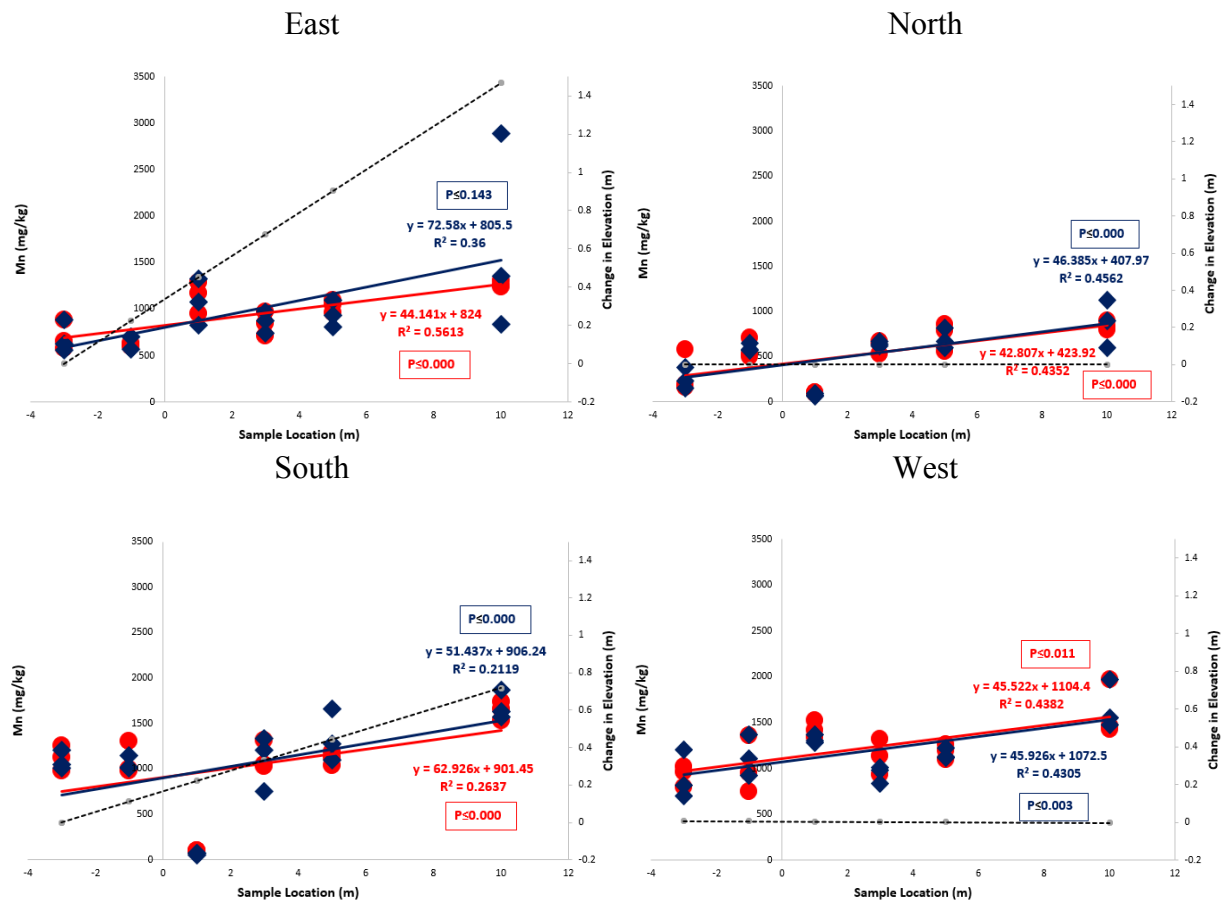 East
3500
3000
2500
2000
1500
1000
500
0
-4 -2 0 2 4 6 8 10 12
1.4
1.2
1
0.8
0.6
0.4
0.2
0
-0.2
Mn (mg/kg)
Change in Elevation (m)
Sample Location (m)
P≤0.143
y = 72.58x + 805.5
R² = 0.36
y = 44.141x + 824
R² = 0.5613
P≤0.000
North
3500
3000
2500
2000
1500
1000
500
0
-4 -2 0 2 4 6 8 10 12
1.4
1.2
1
0.8
0.6
0.4
0.2
0
-0.2
Mn (mg/kg)
Change in Elevation (m)
Sample Location (m)
P≤0.000
y = 46.385x + 407.97
R² = 0.4562
y = 42.807x + 423.92
R² = 0.4352
P≤0.000
South
3500
3000
2500
2000
1500
1000
500
0
-4 -2 0 2 4 6 8 10 12
1.4
1.2
1
0.8
0.6
0.4
0.2
0
-0.2
Mn (mg/kg)
Change in Elevation (m)
Sample Location (m)
P≤0.000
y = 51.437x + 906.24
R² = 0.2119
y = 62.926x + 901.45
R² = 0.2637
P≤0.000
West
3500
3000
2500
2000
1500
1000
500
0
-4 -2 0 2 4 6 8 10 12
1.4
1.2
1
0.8
0.6
0.4
0.2
0
-0.2
Mn (mg/kg)
Change in Elevation (m)
Sample Location (m)
P≤0.011
y = 45.522x + 1104.4
R² = 0.4382
y = 45.926x + 1072.5
R² = 0.4305
P≤0.003